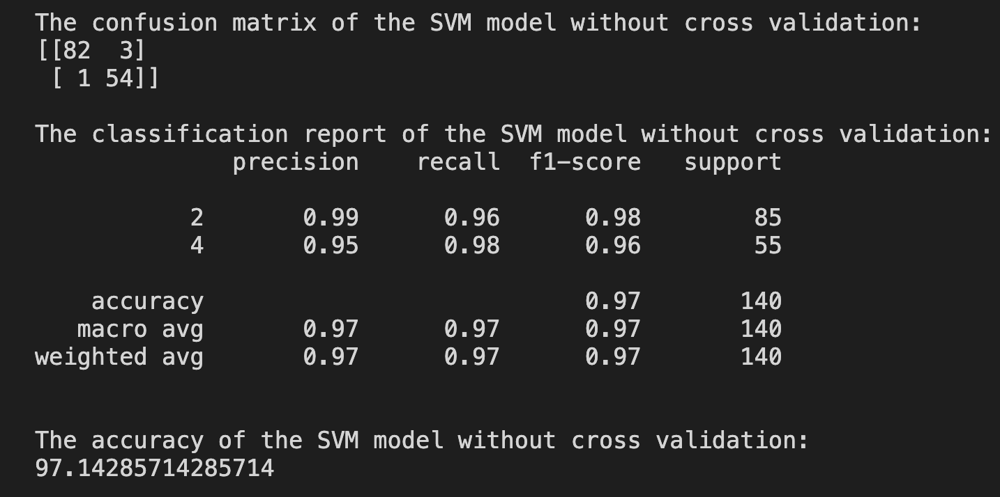 The confusion matrix of the SVM model without cross validation:
[[82  3]
 [ 1 54]]
The classification report of the SVM model without cross validation:
              precision    recall  f1-score   support
           2       0.99      0.96      0.98        85
           4       0.95      0.98      0.96        55
    accuracy                           0.97       140
   macro avg       0.97      0.97      0.97       140
weighted avg       0.97      0.97      0.97       140
The accuracy of the SVM model without cross validation:
97.14285714285714